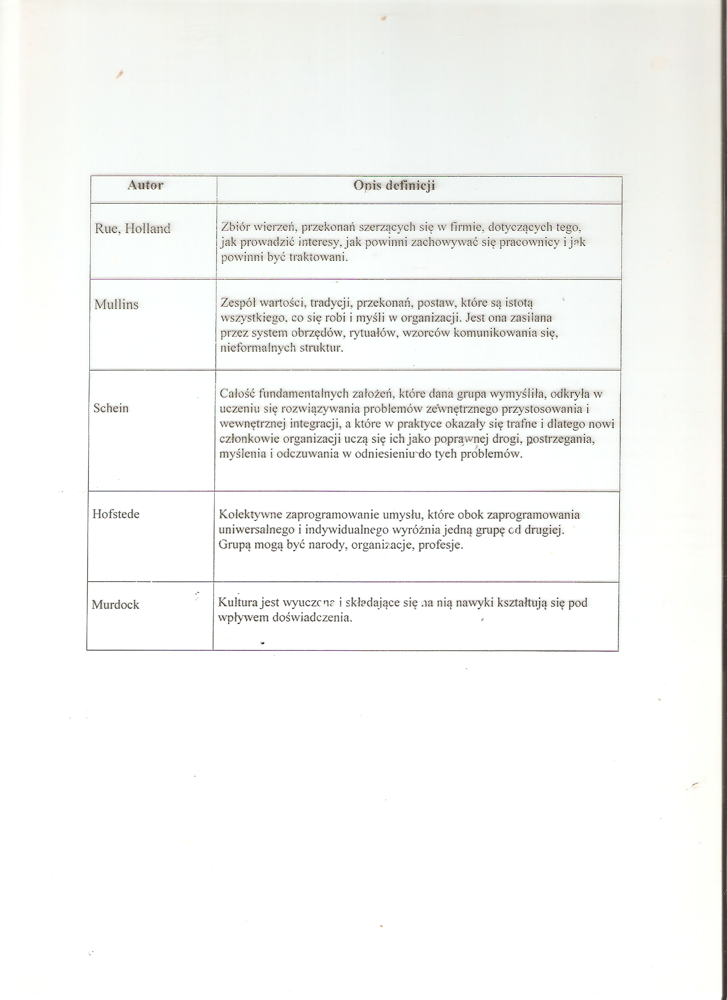 Autor
Opis definicji
Rue, Holland
Zbiór wierzeń, przekonań szerzących się w firmie, dotyczących tego,
jak prowadzić interesy, jak powinni zachowywać się pracownicy i jak
powinni być traktowani.
Mullins
Zespół wartości, tradycji, przekonań, postaw, które są istotą
wszystkiego, co się robi i myśli w organizacji. Jest ona zasilana
przez system obrzędów, rytuałów, wzorców komunikowania się,
nieformalnych struktur.
Schein
Całość fundamentalnych założeń, które dana grupa wymyśliła, odkryła w
uczeniu się rozwiązywania problemów zewnętrznego przystosowania i
wewnętrznej integracji, a które w praktyce okazały się trafne i dlatego nowi
członkowie organizacji uczą się ich jako poprawnej drogi, postrzegania,
myślenia i odczuwania w odniesieniu do tych problemów.
Hofstede
Kolektywne zaprogramowanie umysłu, które obok zaprogramowania
uniwersalnego i indywidualnego wyróżnia jedną grupę od drugiej.
Grupą mogą być narody, organizacje, profesje.
Murdock
Kultura jest wyuczona i składające się na nią nawyki kształtują się pod
wpływem doświadczenia.